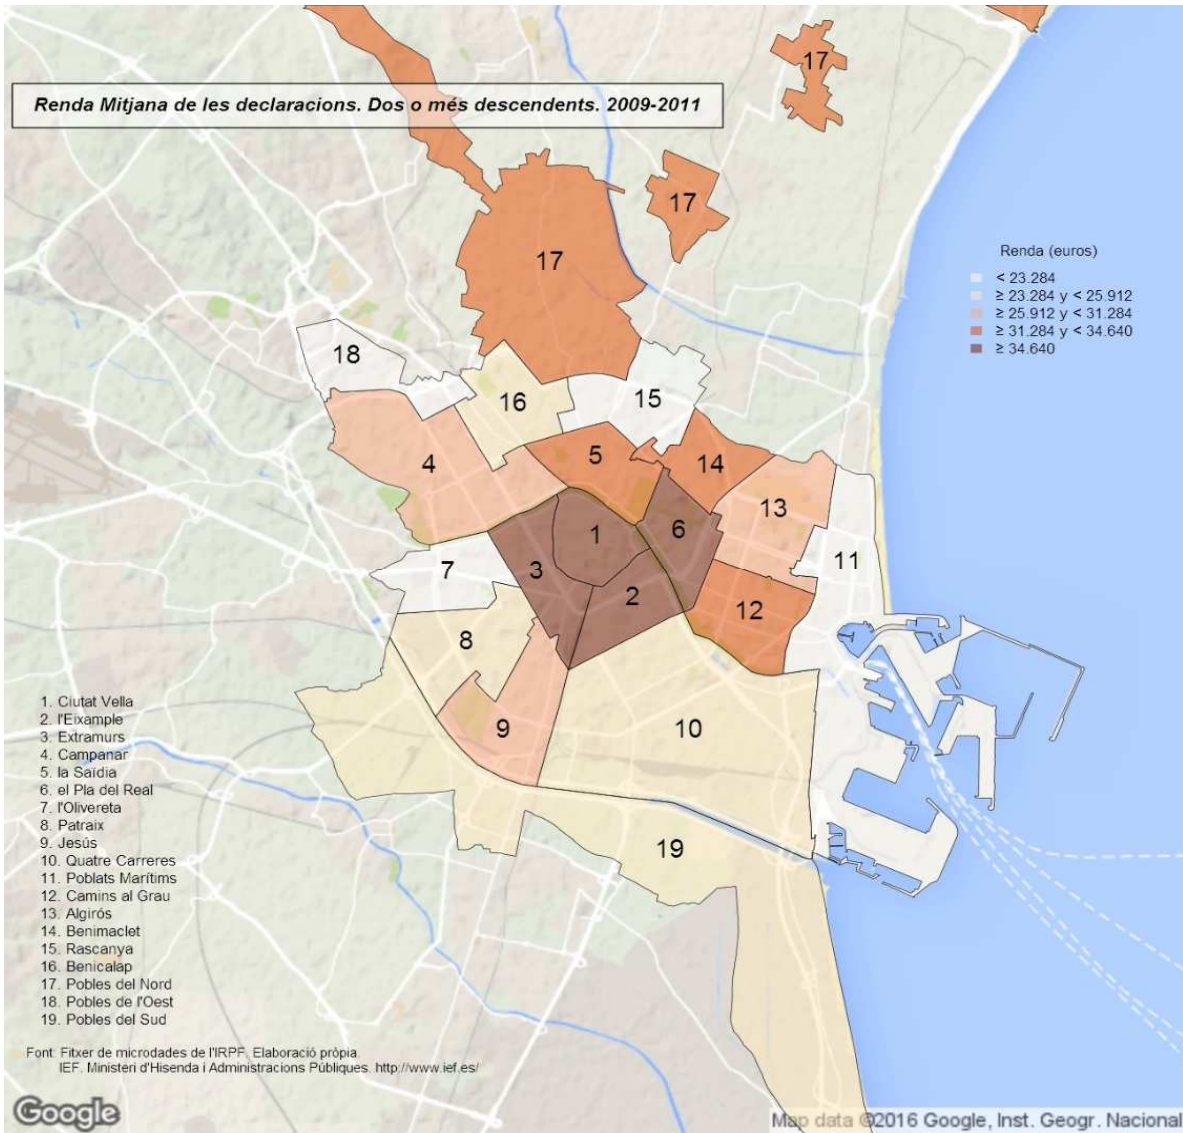 17
Renda Mitjana de les declaracions. Dos o més descendents. 2009-2011
17
17
Renda (euros)
< 23.284
≥ 23.284 y < 25.912
≥ 25.912 y < 31.284
≥ 31.284 y < 34.640
≥ 34.640
18
16
15
4
5
14
13
1
6
11
7
3
2
12
8
9
10
19
1. Ciutat Vella
2. l'Eixample
3. Extramurs
4. Campanar
5. la Saïdia
6. el Pla del Real
7. l'Olivereta
8. Patraix
9. Jesús
10. Quatre Carreres
11. Poblats Marítims
12. Camins al Grau
13. Algirós
14. Benimaclet
15. Rascanya
16. Benicalap
17. Pobles del Nord
18. Pobles de l'Oest
19. Pobles del Sud
Font: Fitxer de microdades de l'IRPF. Elaboració pròpia.
IEF. Ministeri d'Hisenda i Administracions Públiques. http://www.ief.es/
Google
Map data ©2016 Google, Inst. Geogr. Nacional